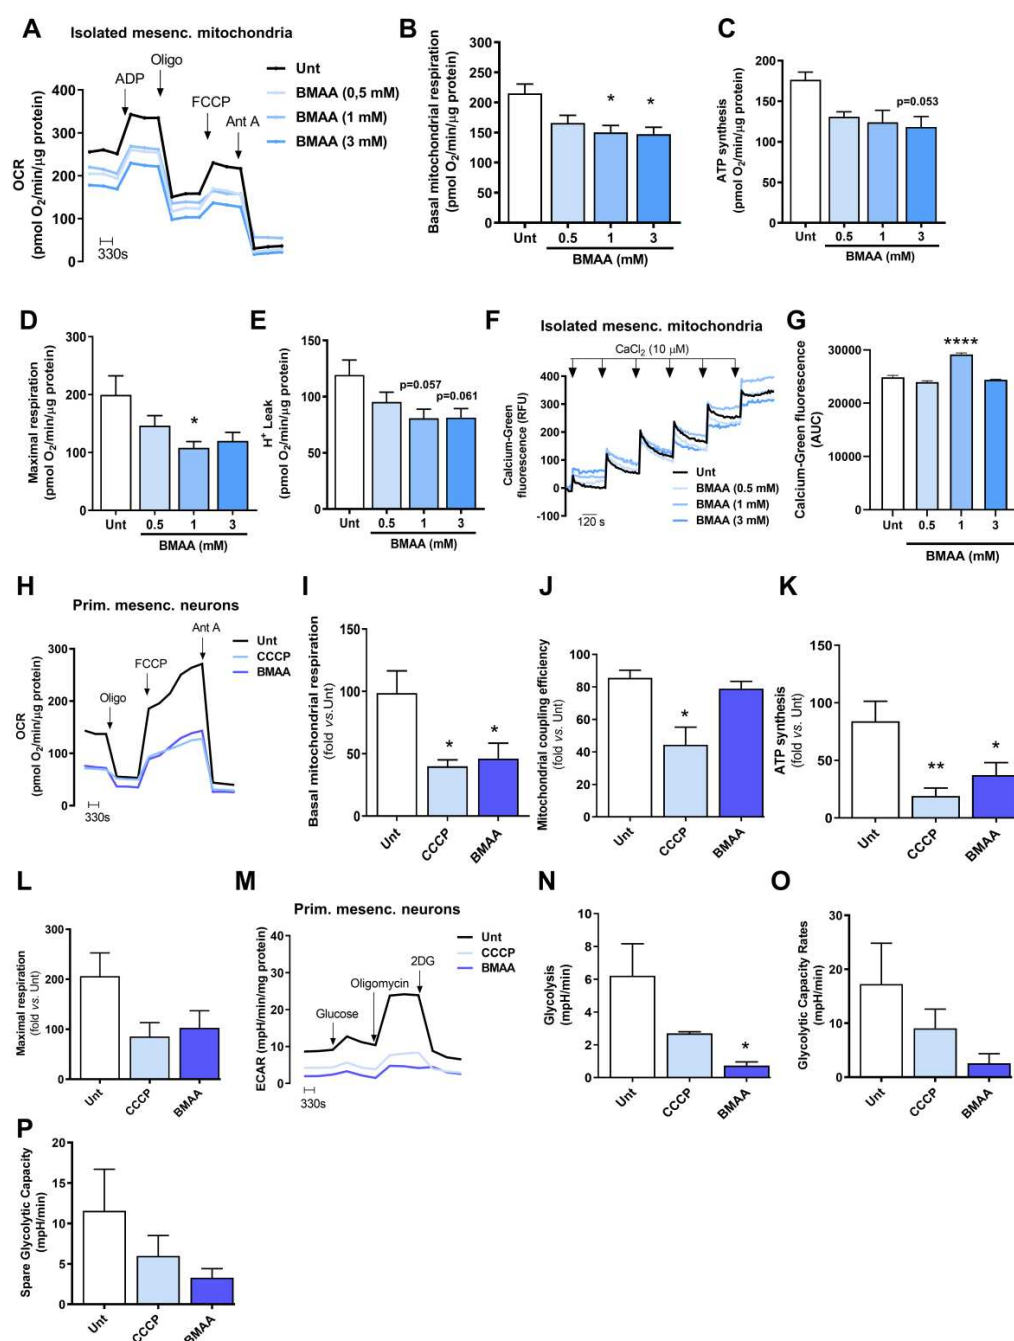 A
Isolated mesenc. mitochondria
OCR
(pmol O₂/min/µg protein)
400
300
200
100
0
ADP
Oligo
FCCP
Ant A
330s
Unt
BMAA (0,5 mM)
BMAA (1 mM)
BMAA (3 mM)
B
Basal mitochondrial respiration
(pmol O₂/min/µg protein)
300
250
200
150
100
50
0
*
*
Unt
0.5
1
3
BMAA (mM)
C
ATP synthesis
(pmol O₂/min/µg protein)
200
150
100
50
0
p=0.053
Unt
0.5
1
3
BMAA (mM)
D
Maximal respiration
(pmol O₂/min/µg protein)
300
200
100
0
*
Unt
0.5
1
3
BMAA (mM)
E
H⁺ Leak
(pmol O₂/min/µg protein)
150
100
50
0
p=0.057
p=0.061
Unt
0.5
1
3
BMAA (mM)
F
Isolated mesenc. mitochondria
CaCl₂ (10 µM)
Calcium-Green
fluorescence (RFU)
400
300
200
100
0
-100
120 s
Unt
BMAA (0.5 mM)
BMAA (1 mM)
BMAA (3 mM)
G
Calcium-Green fluorescence
(AUC)
30000
20000
10000
0
****
Unt
0.5
1
3
BMAA (mM)
H
Prim. mesenc. neurons
OCR
(pmol O₂/min/µg protein)
300
200
100
0
Oligo
FCCP
Ant A
330s
Unt
CCCP
BMAA
I
Basal mitochondrial respiration
(fold vs.Unt)
150
100
50
0
*
*
Unt
CCCP
BMAA
J
Mitochondrial coupling efficiency
(fold vs. Unt)
100
80
60
40
20
0
*
Unt
CCCP
BMAA
K
ATP synthesis
(fold vs. Unt)
150
100
50
0
**
*
Unt
CCCP
BMAA
L
Maximal respiration
(fold vs. Unt)
300
200
100
0
Unt
CCCP
BMAA
M
Prim. mesenc. neurons
ECAR (mpH/min/mg protein)
40
30
20
10
0
Glucose
Oligomycin
2DG
330s
Unt
CCCP
BMAA
N
Glycolysis
(mpH/min)
10
8
6
4
2
0
*
Unt
CCCP
BMAA
O
Glycolytic Capacity Rates
(mpH/min)
30
20
10
0
Unt
CCCP
BMAA
P
Spare Glycolytic Capacity
(mpH/min)
20
15
10
5
0
Unt
CCCP
BMAA